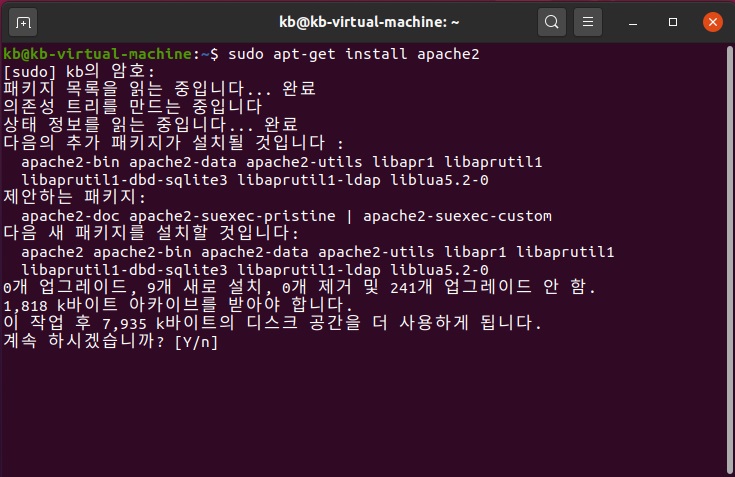 kb@kb-virtual-machine: ~
kb@kb-virtual-machine:~$ sudo apt-get install apache2
[sudo] kb의 암호:
패키지 목록을 읽는 중입니다... 완료
의존성 트리를 만드는 중입니다
상태 정보를 읽는 중입니다... 완료
다음의 추가 패키지가 설치될 것입니다 :
  apache2-bin apache2-data apache2-utils libapr1 libaprutil1
  libaprutil1-dbd-sqlite3 libaprutil1-ldap liblua5.2-0
제안하는 패키지:
  apache2-doc apache2-suexec-pristine | apache2-suexec-custom
다음 새 패키지를 설치할 것입니다:
  apache2 apache2-bin apache2-data apache2-utils libapr1 libaprutil1
  libaprutil1-dbd-sqlite3 libaprutil1-ldap liblua5.2-0
0개 업그레이드, 9개 새로 설치, 0개 제거 및 241개 업그레이드 안 함.
1,818 k바이트 아카이브를 받아야 합니다.
이 작업 후 7,935 k바이트의 디스크 공간을 더 사용하게 됩니다.
계속 하시겠습니까? [Y/n]